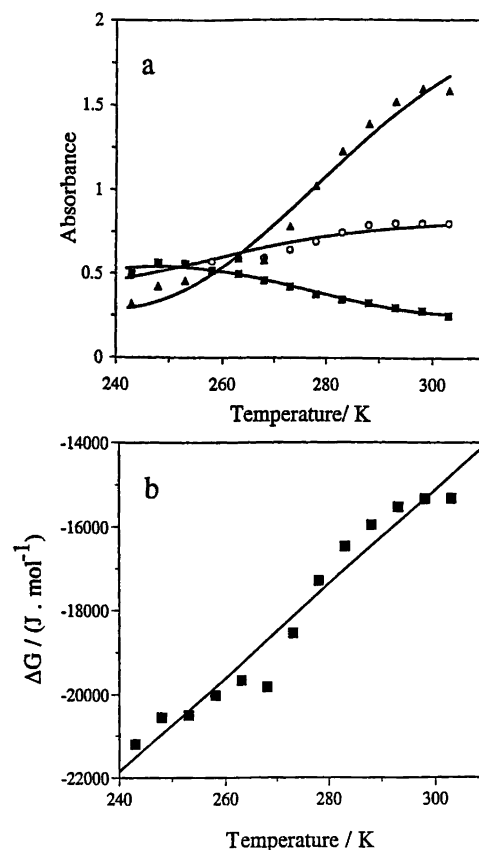 2
a
1.5
Absorbance
1
0.5
0
240 260 280 300
Temperature/ K
-14000
b
-16000
ΔG / (J . mol⁻¹)
-18000
-20000
-22000
240 260 280 300
Temperature / K